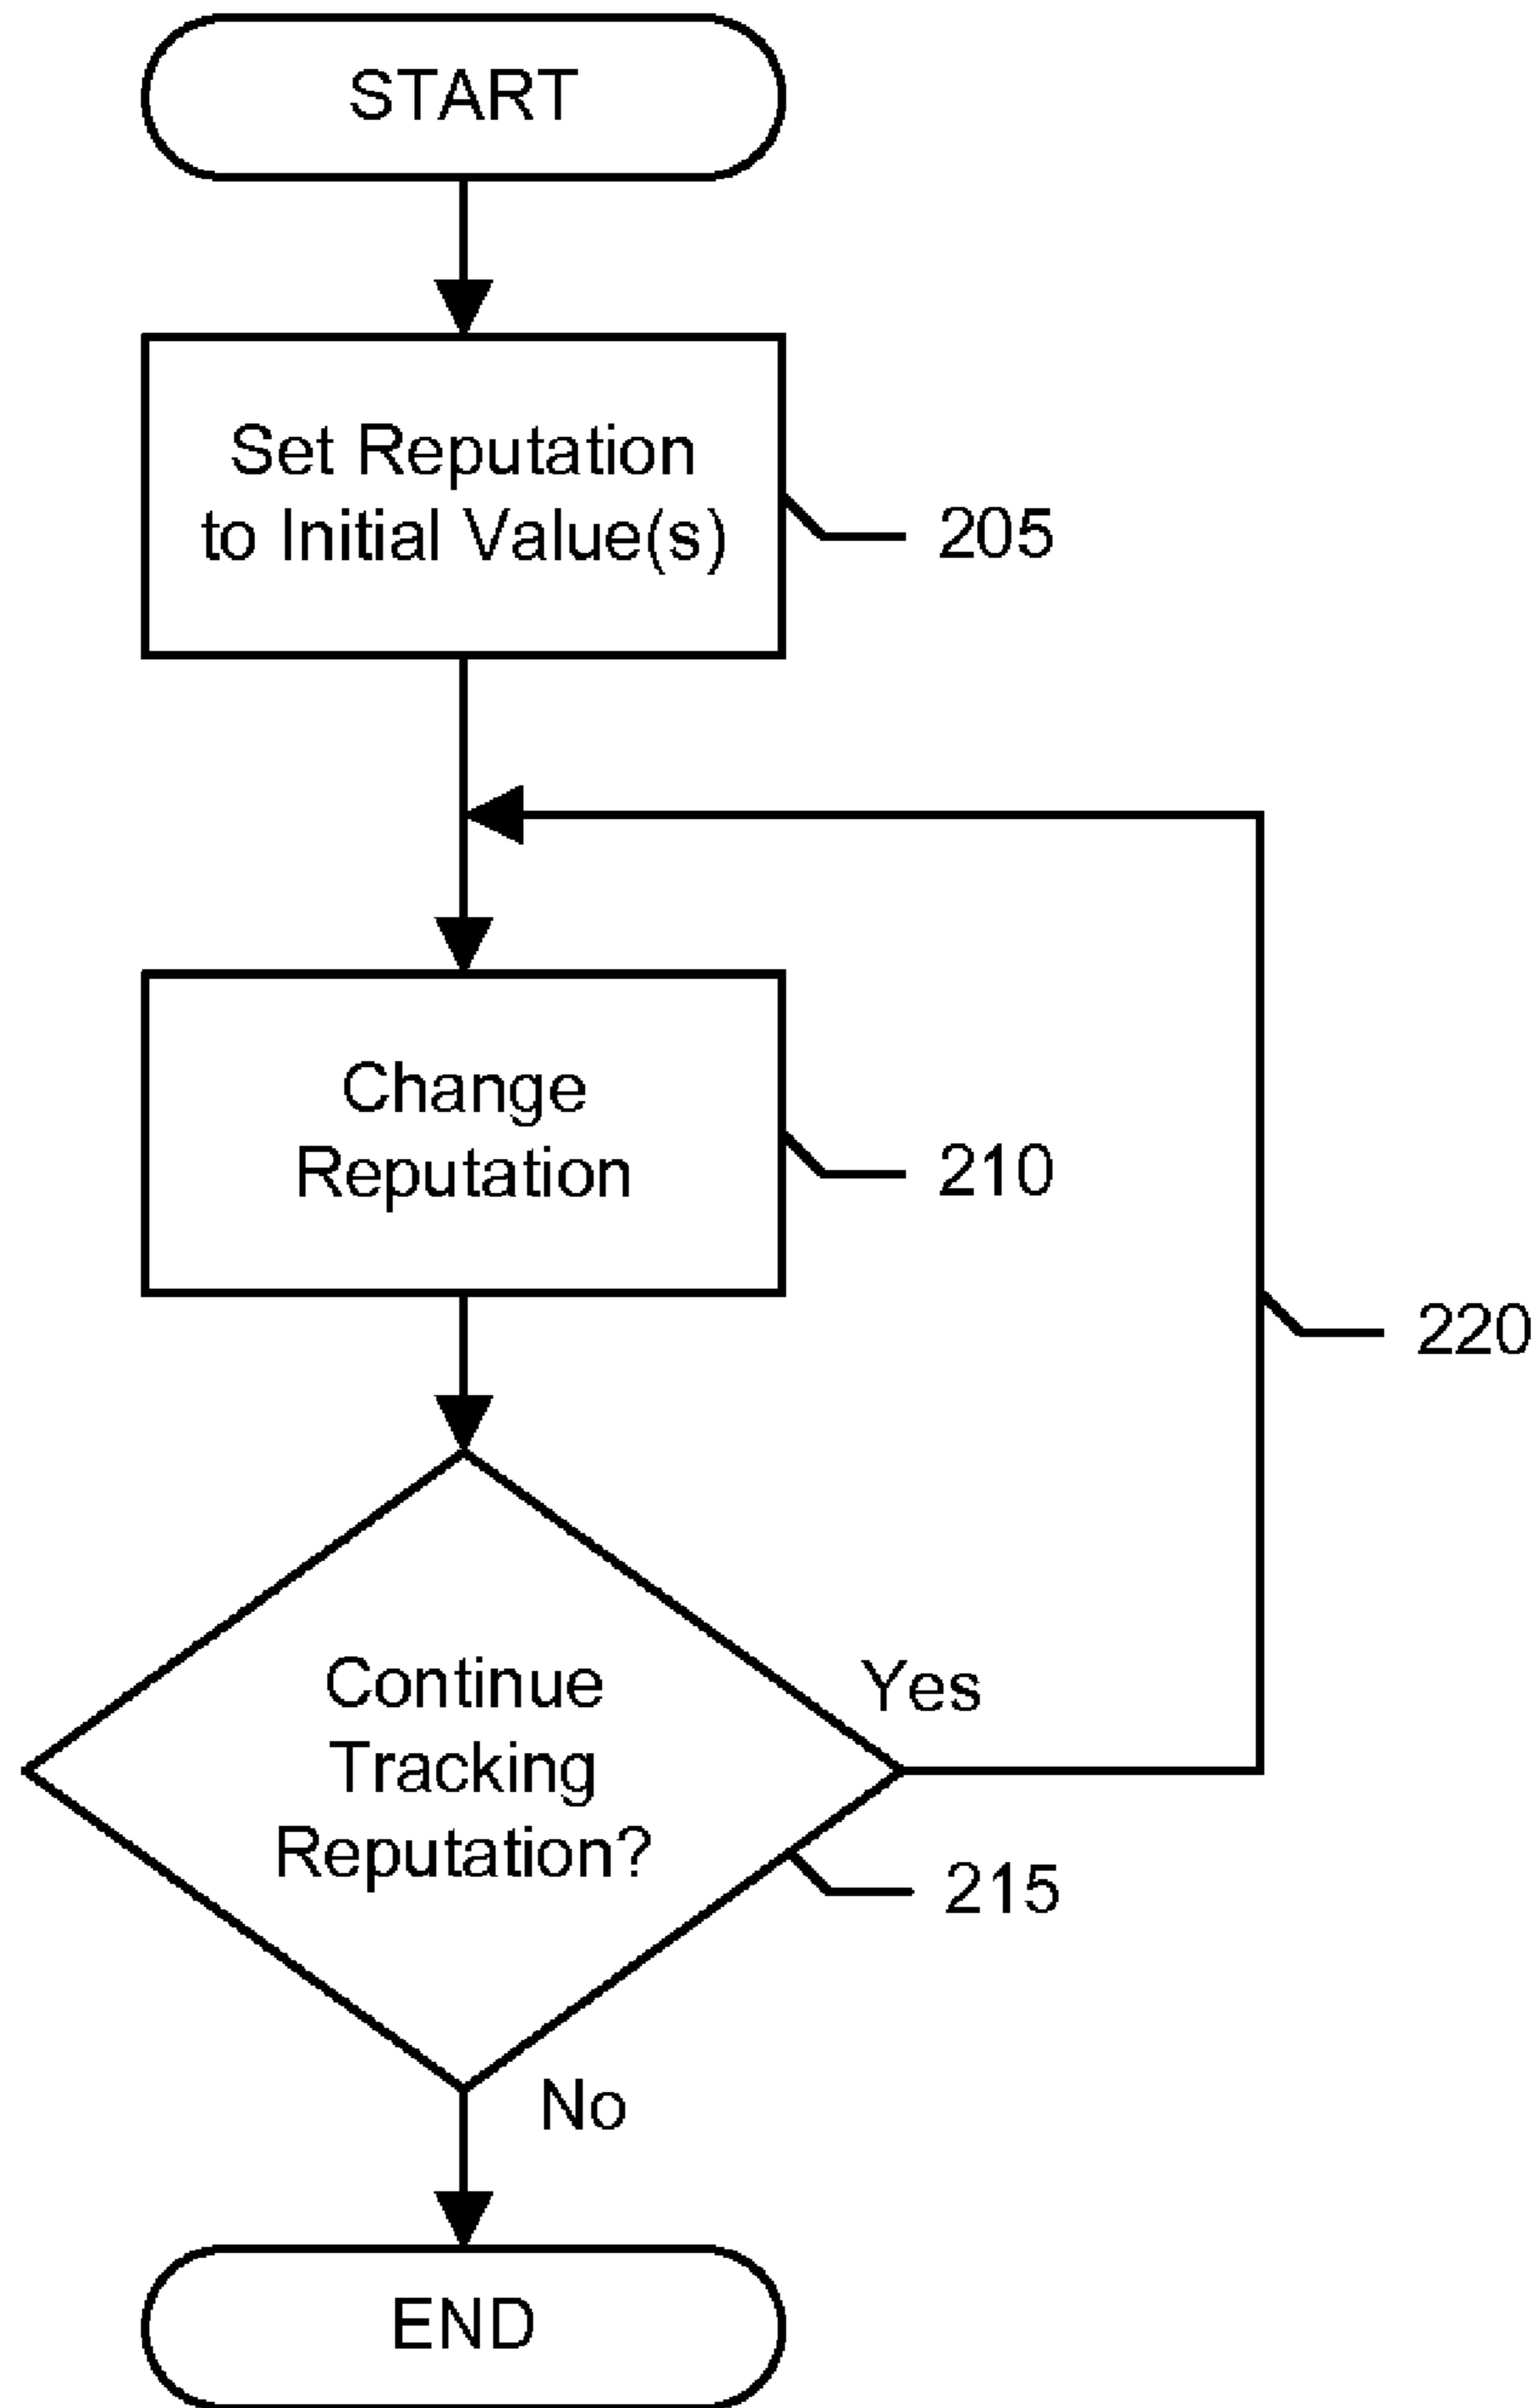 START
Set Reputation
to Initial Value(s)
205
Change
Reputation
210
220
Continue
Tracking
Reputation?
Yes
215
No
END